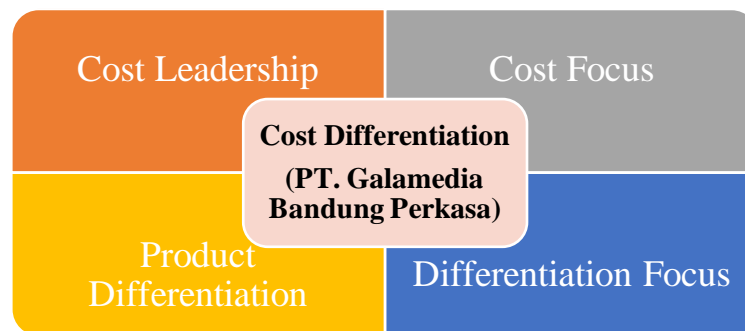 Cost Leadership
Cost Focus
Cost Differentiation
(PT. Galamedia
Bandung Perkasa)
Product
Differentiation
Differentiation Focus